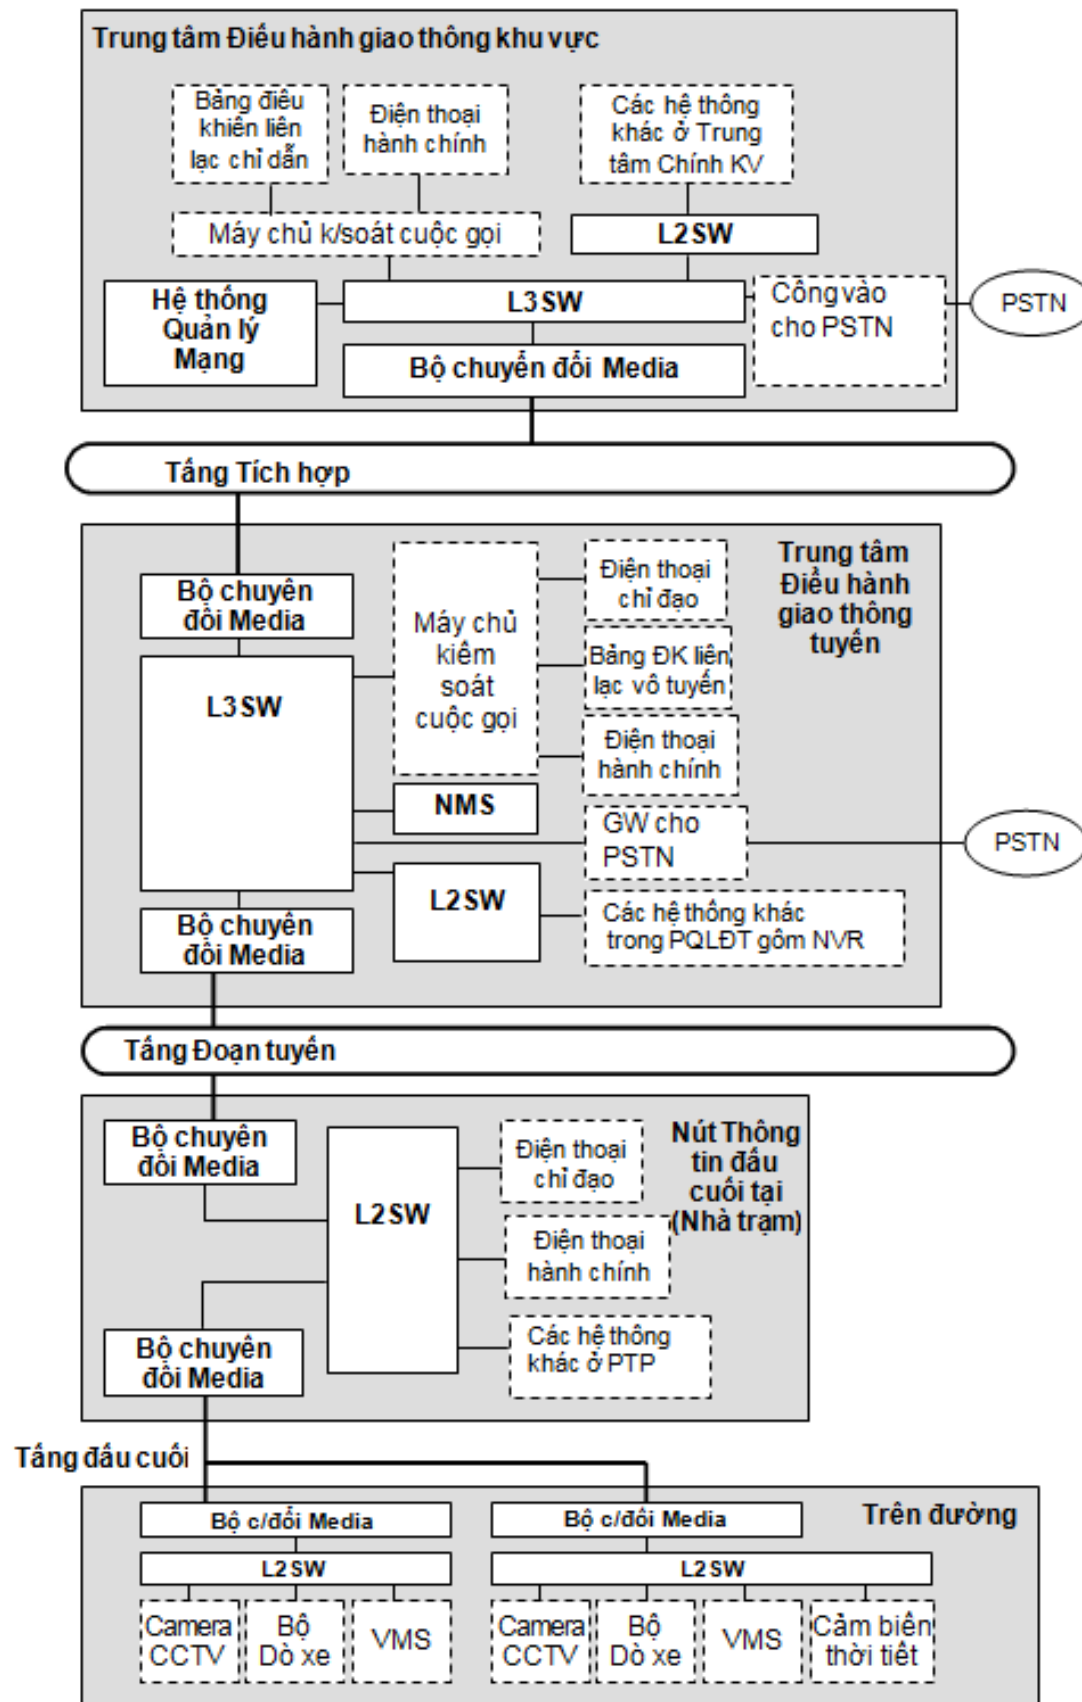 Trung tâm Điều hành giao thông khu vực
Bảng điều
khiển liên
lạc chỉ dẫn
Điện thoại
hành chính
Các hệ thống
khác ở Trung
tâm Chính KV
Máy chủ k/soát cuộc gọi
L2SW
Hệ thống
Quản lý
Mạng
L3SW
Cổng vào
cho PSTN
PSTN
Bộ chuyển đổi Media
Tầng Tích hợp
Trung tâm
Điều hành
giao thông
tuyến
Bộ chuyển
đổi Media
Máy chủ
kiểm
soát
cuộc gọi
Điện thoại
chỉ đạo
Bảng ĐK liên
lạc vô tuyến
L3SW
Điện thoại
hành chính
NMS
GW cho
PSTN
PSTN
L2SW
Các hệ thống khác
trong PQLĐT gồm NVR
Bộ chuyển
đổi Media
Tầng Đoạn tuyến
Bộ chuyển
đổi Media
L2SW
Điện thoại
chỉ đạo
Nút Thông
tin đầu
cuối tại
(Nhà trạm)
Điện thoại
hành chính
Các hệ thống
khác ở PTP
Bộ chuyển
đổi Media
Tầng đầu cuối
Trên đường
Bộ c/đổi Media
L2SW
Camera
CCTV
Bộ
Dò xe
VMS
Bộ c/đổi Media
L2SW
Camera
CCTV
Bộ
Dò xe
VMS
Cảm biến
thời tiết